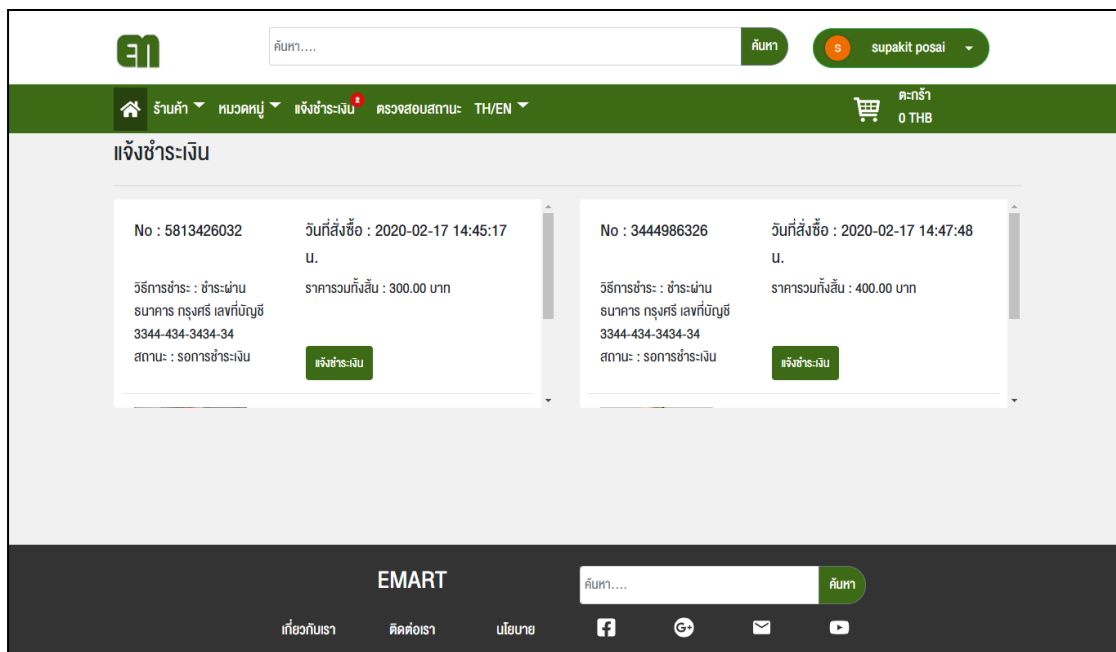 ค้นหา....
ค้นหา
s
supakit posai
ร้านค้า
หมวดหมู่
แจ้งชำระเงิน
2
ตรวจสอบสถานะ
TH/EN
ตะกร้า
0 THB
แจ้งชำระเงิน
No : 5813426032
วันที่สั่งซื้อ : 2020-02-17 14:45:17
น.
วิธีการชำระ : ชำระผ่าน
ธนาคาร กรุงศรี เลขที่บัญชี
3344-434-3434-34
สถานะ : รอการชำระเงิน
ราคารวมทั้งสิ้น : 300.00 บาท
แจ้งชำระเงิน
No : 3444986326
วันที่สั่งซื้อ : 2020-02-17 14:47:48
น.
วิธีการชำระ : ชำระผ่าน
ธนาคาร กรุงศรี เลขที่บัญชี
3344-434-3434-34
สถานะ : รอการชำระเงิน
ราคารวมทั้งสิ้น : 400.00 บาท
แจ้งชำระเงิน
EMART
ค้นหา....
ค้นหา
เกี่ยวกับเรา
ติดต่อเรา
นโยบาย